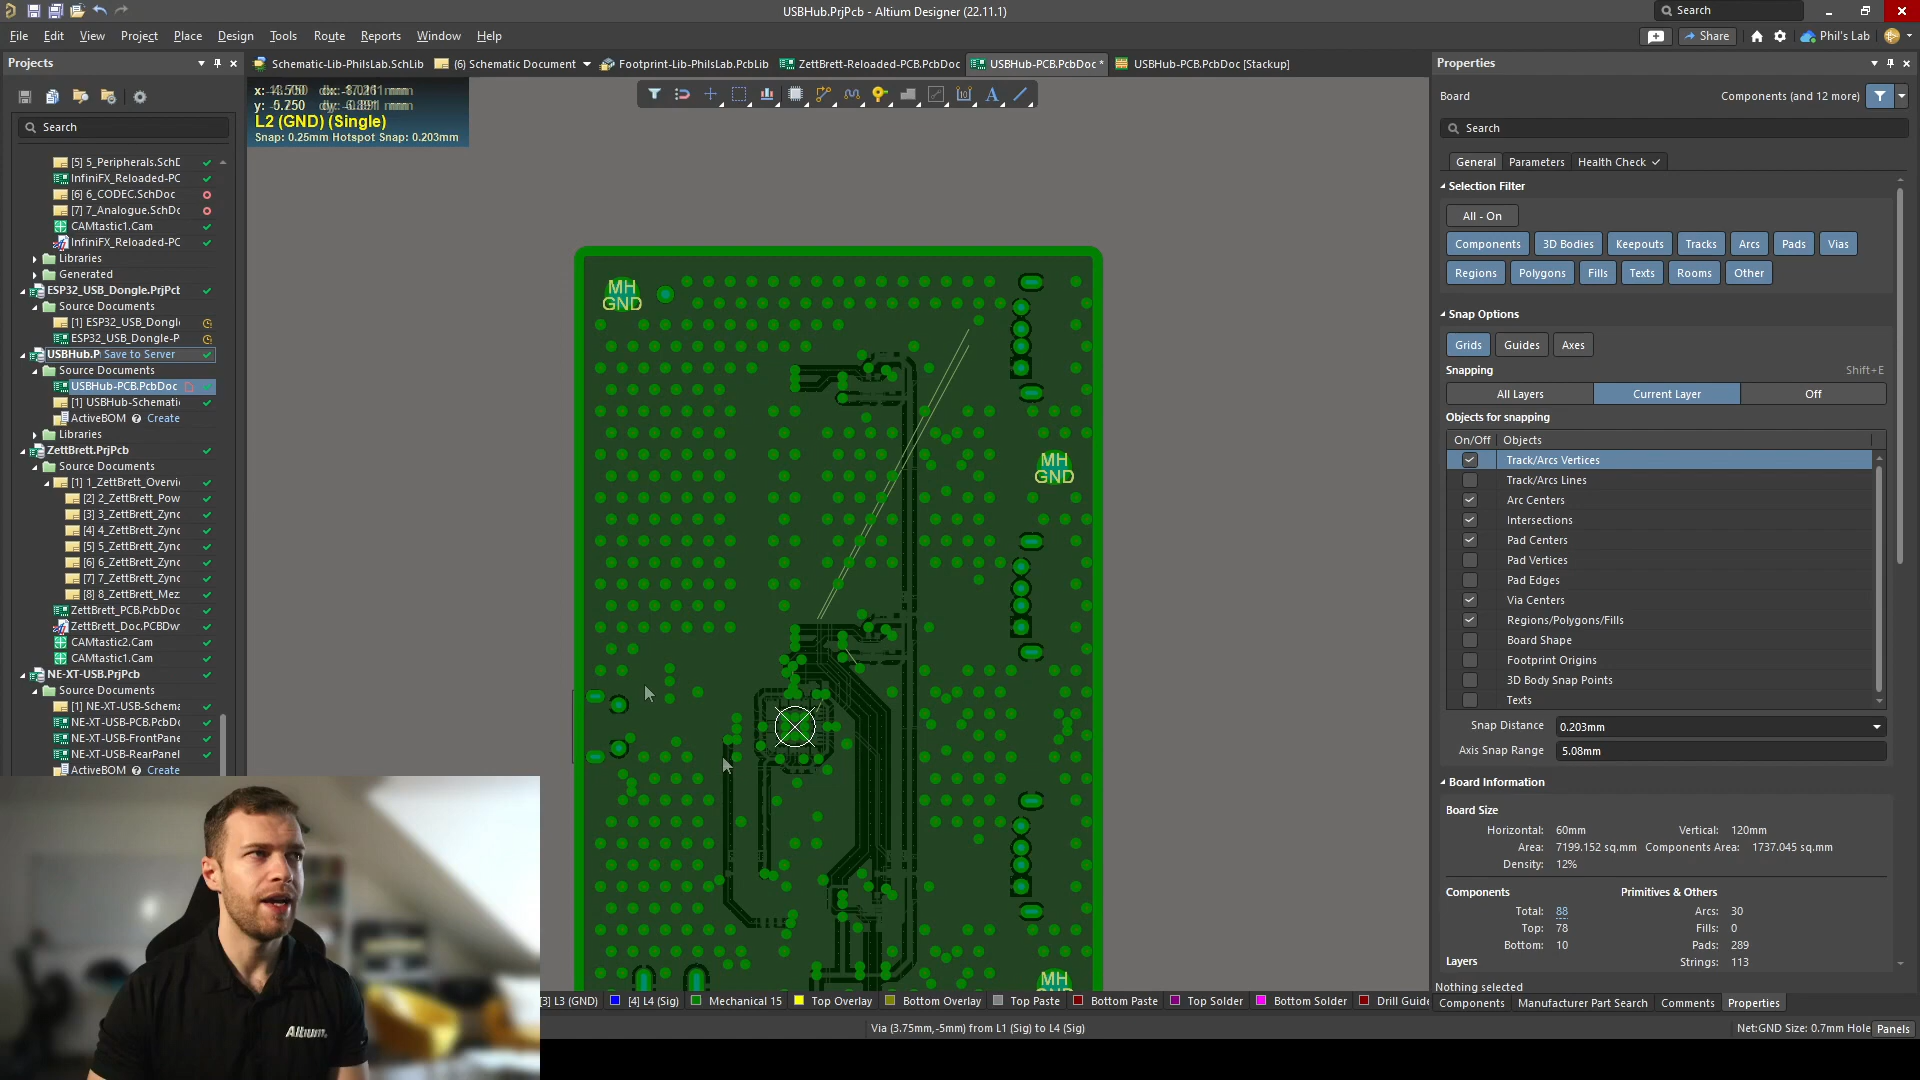 USBHub.PrjPcb - Altium Designer (22.11.1)
Search
File Edit View Project Place Design Tools Route Reports Window Help
Share
Phil's Lab
Projects
Schematic-Lib-PhilsLab.SchLib
(6) Schematic Document
Footprint-Lib-PhilsLab.PcbLib
ZettBrett-Reloaded-PCB.PcbDoc
USBHub-PCB.PcbDoc *
USBHub-PCB.PcbDoc [Stackup]
Properties
L2 (GND) (Single)
Snap: 0.25mm Hotspot Snap: 0.203mm
Search
[5] 5_Peripherals.SchD
InfiniFX_Reloaded-PC
[6] 6_CODEC.SchDoc
[7] 7_Analogue.SchDc
CAMtastic1.Cam
InfiniFX_Reloaded-PC
Libraries
Generated
ESP32_USB_Dongle.PrjPcb
Source Documents
[1] ESP32_USB_Dongle
ESP32_USB_Dongle-P
USBHub.P Save to Server
Source Documents
USBHub-PCB.PcbDoc
[1] USBHub-Schematic
ActiveBOM Create
Libraries
ZettBrett.PrjPcb
Source Documents
[1] 1_ZettBrett_Overvi
[2] 2_ZettBrett_Pow
[3] 3_ZettBrett_Zync
[4] 4_ZettBrett_Zync
[5] 5_ZettBrett_Zync
[6] 6_ZettBrett_Zync
[7] 7_ZettBrett_Zync
[8] 8_ZettBrett_Mez
ZettBrett_PCB.PcbDoc
ZettBrett_Doc.PCBDw
CAMtastic2.Cam
CAMtastic1.Cam
NE-XT-USB.PrjPcb
Source Documents
[1] NE-XT-USB-Schema
NE-XT-USB-PCB.PcbDc
NE-XT-USB-FrontPane
NE-XT-USB-RearPanel
ActiveBOM Create
MH
GND
MH
GND
MH
GND
Altium.
[3] L3 (GND) [4] L4 (Sig) Mechanical 15 Top Overlay Bottom Overlay Top Paste Bottom Paste Top Solder Bottom Solder Drill Guide
Via (3.75mm,-5mm) from L1 (Sig) to L4 (Sig)
Net:GND Size: 0.7mm Hole
Panels
Board
Components (and 12 more)
Search
General Parameters Health Check
Selection Filter
All - On
Components 3D Bodies Keepouts Tracks Arcs Pads Vias
Regions Polygons Fills Texts Rooms Other
Snap Options
Grids Guides Axes
Snapping Shift+E
All Layers Current Layer Off
Objects for snapping
On/Off Objects
Track/Arcs Vertices
Track/Arcs Lines
Arc Centers
Intersections
Pad Centers
Pad Vertices
Pad Edges
Via Centers
Regions/Polygons/Fills
Board Shape
Footprint Origins
3D Body Snap Points
Texts
Snap Distance 0.203mm
Axis Snap Range 5.08mm
Board Information
Board Size
Horizontal: 60mm Vertical: 120mm
Area: 7199.152 sq.mm Components Area: 1737.045 sq.mm
Density: 12%
Components Primitives & Others
Total: 88 Arcs: 30
Top: 78 Fills: 0
Bottom: 10 Pads: 289
Layers Strings: 113
Nothing selected
Components Manufacturer Part Search Comments Properties